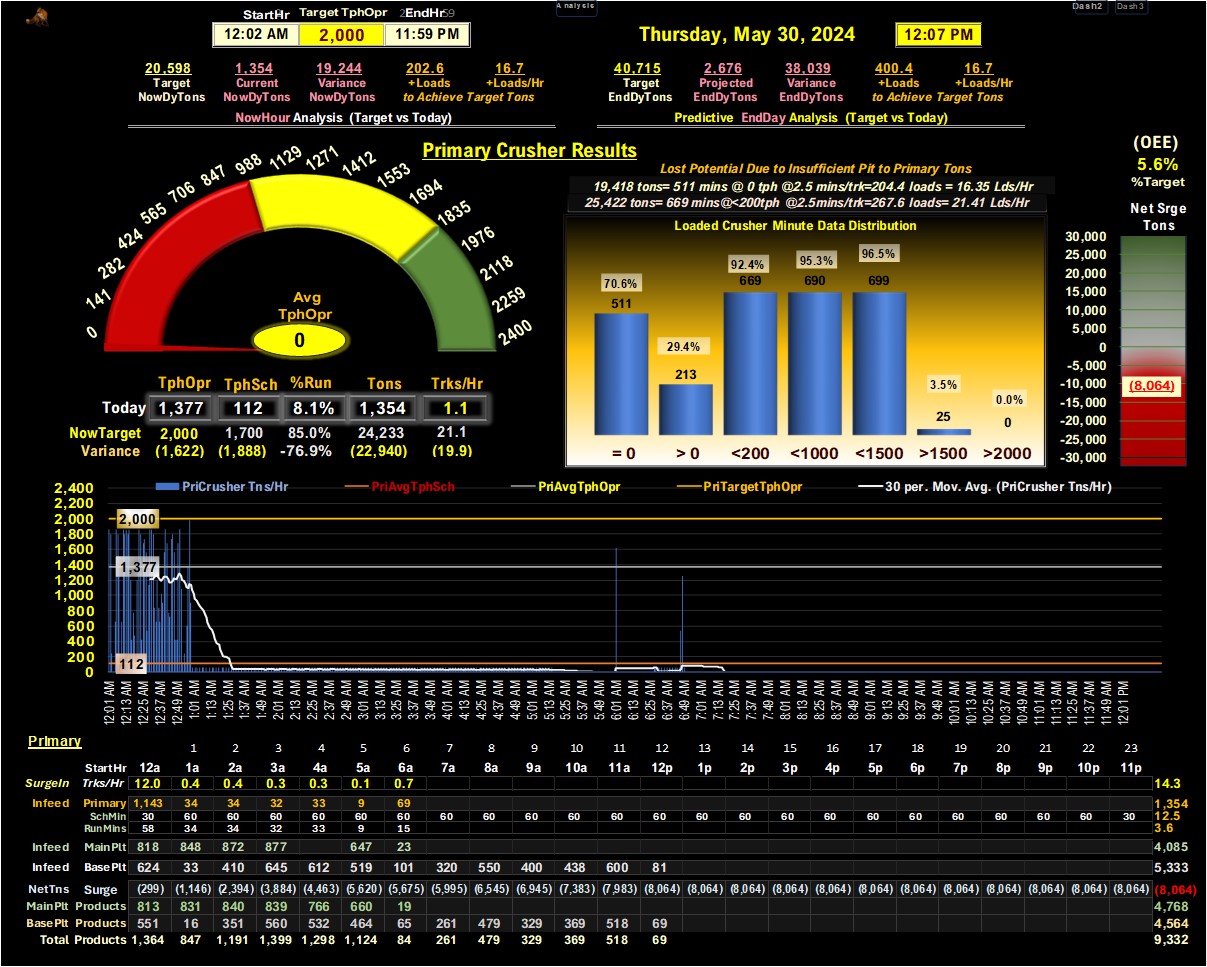 StartHr Target TphOpr EndHr
12:02 AM 2,000 11:59 PM
Analysis
Thursday, May 30, 2024 12:07 PM
Dash2 Dash3
20,598 1,354 19,244 202.6 16.7
Target Current Variance +Loads +Loads/Hr
NowDyTons NowDyTons NowDyTons to Achieve Target Tons
NowHour Analysis (Target vs Today)
40,715 2,676 38,039 400.4 16.7
Target Projected Variance +Loads +Loads/Hr
EndDyTons EndDyTons EndDyTons to Achieve Target Tons
Predictive EndDay Analysis (Target vs Today)
Primary Crusher Results
0 141 282 424 565 706 847 988 1129 1271 1412 1553 1694 1835 1976 2118 2259 2400
Avg
TphOpr
0
TphOpr TphSch %Run Tons Trks/Hr
Today 1,377 112 8.1% 1,354 1.1
NowTarget 2,000 1,700 85.0% 24,233 21.1
Variance (1,622) (1,888) -76.9% (22,940) (19.9)
Lost Potential Due to Insufficient Pit to Primary Tons
19,418 tons= 511 mins @ 0 tph @2.5 mins/trk=204.4 loads = 16.35 Lds/Hr
25,422 tons= 669 mins@<200tph @2.5mins/trk=267.6 loads= 21.41 Lds/Hr
Loaded Crusher Minute Data Distribution
70.6% 29.4% 92.4% 95.3% 96.5% 3.5% 0.0%
511 213 669 690 699 25 0
= 0 > 0 <200 <1000 <1500 >1500 >2000
(OEE)
5.6%
%Target
Net Srge
Tons
30,000
25,000
20,000
15,000
10,000
5,000
0
-5,000
-10,000
-15,000
-20,000
-25,000
-30,000
(8,064)
PriCrusher Tns/Hr PriAvgTphSch PriAvgTphOpr PriTargetTphOpr 30 per. Mov. Avg. (PriCrusher Tns/Hr)
2,400
2,200
2,000
1,800
1,600
1,400
1,200
1,000
800
600
400
200
0
2,000
1,377
112
12:01 AM 12:13 AM 12:25 AM 12:37 AM 12:49 AM 1:01 AM 1:13 AM 1:25 AM 1:37 AM 1:49 AM 2:01 AM 2:13 AM 2:25 AM 2:37 AM 2:49 AM 3:01 AM 3:13 AM 3:25 AM 3:37 AM 3:49 AM 4:01 AM 4:13 AM 4:25 AM 4:37 AM 4:49 AM 5:01 AM 5:13 AM 5:25 AM 5:37 AM 5:49 AM 6:01 AM 6:13 AM 6:25 AM 6:37 AM 6:49 AM 7:01 AM 7:13 AM 7:25 AM 7:37 AM 7:49 AM 8:01 AM 8:13 AM 8:25 AM 8:37 AM 8:49 AM 9:01 AM 9:13 AM 9:25 AM 9:37 AM 9:49 AM 10:01 AM 10:13 AM 10:25 AM 10:37 AM 10:49 AM 11:01 AM 11:13 AM 11:25 AM 11:37 AM 11:49 AM 12:01 PM
Primary
1 2 3 4 5 6 7 8 9 10 11 12 13 14 15 16 17 18 19 20 21 22 23
StartHr 12a 1a 2a 3a 4a 5a 6a 7a 8a 9a 10a 11a 12p 1p 2p 3p 4p 5p 6p 7p 8p 9p 10p 11p
SurgeIn Trks/Hr 12.0 0.4 0.4 0.3 0.3 0.1 0.7 14.3
Infeed Primary 1,143 34 34 32 33 9 69 1,354
SchMin 30 60 60 60 60 60 60 60 60 60 60 60 60 60 60 60 60 60 60 60 60 60 60 30 12.5
RunMins 58 34 34 32 33 9 15 3.6
Infeed MainPlt 818 848 872 877 647 23 4,085
Infeed BasePlt 624 33 410 645 612 519 101 320 550 400 438 600 81 5,333
NetTns Surge (299) (1,146) (2,394) (3,884) (4,463) (5,620) (5,675) (5,995) (6,545) (6,945) (7,383) (7,983) (8,064) (8,064) (8,064) (8,064) (8,064) (8,064) (8,064) (8,064) (8,064) (8,064) (8,064) (8,064) (8,064)
MainPlt Products 813 831 840 839 766 660 19 4,768
BasePlt Products 551 16 351 560 532 464 65 261 479 329 369 518 69 4,564
Total Products 1,364 847 1,191 1,399 1,298 1,124 84 261 479 329 369 518 69 9,332